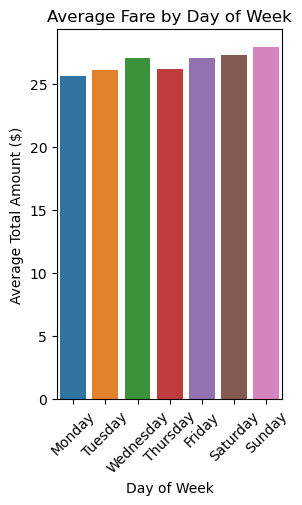 Average Fare by Day of Week
Average Total Amount ($)
25
20
15
10
5
0
Monday
Tuesday
Wednesday
Thursday
Friday
Saturday
Sunday
Day of Week